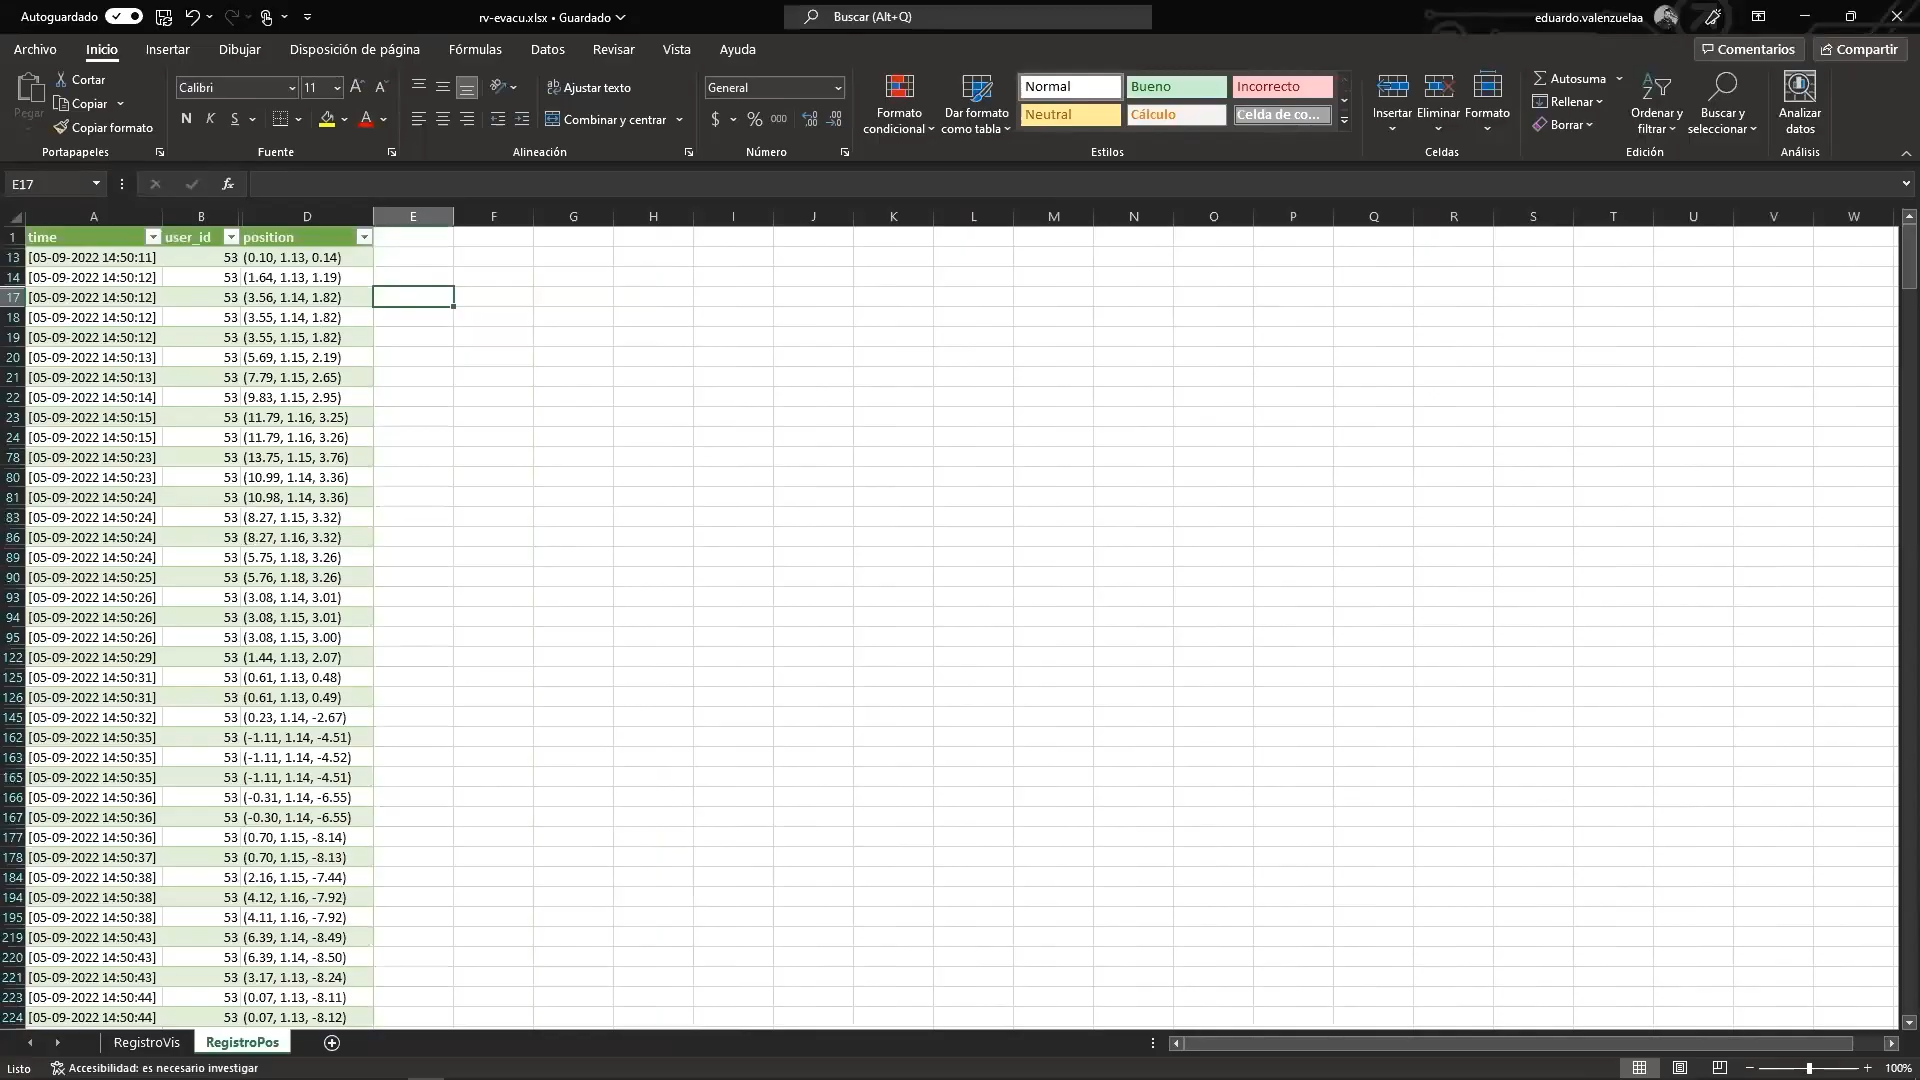 Autoguardado
rv-evacu.xlsx • Guardado
Buscar (Alt+Q)
eduardo.valenzuelaa
Archivo Inicio Insertar Dibujar Disposición de página Fórmulas Datos Revisar Vista Ayuda
Comentarios Compartir
Pegar
Cortar
Copiar
Copiar formato
Portapapeles
Calibri 11
N K S
Fuente
Ajustar texto
Combinar y centrar
Alineación
General
$ % 000
Número
Formato condicional
Dar formato como tabla
Normal Bueno Incorrecto
Neutral Cálculo Celda de co...
Estilos
Insertar Eliminar Formato
Celdas
Autosuma
Rellenar
Borrar
Ordenar y filtrar
Buscar y seleccionar
Edición
Analizar datos
Análisis
E17
fx
A B D E F G H I J K L M N O P Q R S T U V W
1 time user_id position
13 [05-09-2022 14:50:11] 53 (0.10, 1.13, 0.14)
14 [05-09-2022 14:50:12] 53 (1.64, 1.13, 1.19)
17 [05-09-2022 14:50:12] 53 (3.56, 1.14, 1.82)
18 [05-09-2022 14:50:12] 53 (3.55, 1.14, 1.82)
19 [05-09-2022 14:50:12] 53 (3.55, 1.15, 1.82)
20 [05-09-2022 14:50:13] 53 (5.69, 1.15, 2.19)
21 [05-09-2022 14:50:13] 53 (7.79, 1.15, 2.65)
22 [05-09-2022 14:50:14] 53 (9.83, 1.15, 2.95)
23 [05-09-2022 14:50:15] 53 (11.79, 1.16, 3.25)
24 [05-09-2022 14:50:15] 53 (11.79, 1.16, 3.26)
78 [05-09-2022 14:50:23] 53 (13.75, 1.15, 3.76)
80 [05-09-2022 14:50:23] 53 (10.99, 1.14, 3.36)
81 [05-09-2022 14:50:24] 53 (10.98, 1.14, 3.36)
83 [05-09-2022 14:50:24] 53 (8.27, 1.15, 3.32)
86 [05-09-2022 14:50:24] 53 (8.27, 1.16, 3.32)
89 [05-09-2022 14:50:24] 53 (5.75, 1.18, 3.26)
90 [05-09-2022 14:50:25] 53 (5.76, 1.18, 3.26)
93 [05-09-2022 14:50:26] 53 (3.08, 1.14, 3.01)
94 [05-09-2022 14:50:26] 53 (3.08, 1.15, 3.01)
95 [05-09-2022 14:50:26] 53 (3.08, 1.15, 3.00)
122 [05-09-2022 14:50:29] 53 (1.44, 1.13, 2.07)
125 [05-09-2022 14:50:31] 53 (0.61, 1.13, 0.48)
126 [05-09-2022 14:50:31] 53 (0.61, 1.13, 0.49)
145 [05-09-2022 14:50:32] 53 (0.23, 1.14, -2.67)
162 [05-09-2022 14:50:35] 53 (-1.11, 1.14, -4.51)
163 [05-09-2022 14:50:35] 53 (-1.11, 1.14, -4.52)
165 [05-09-2022 14:50:35] 53 (-1.11, 1.14, -4.51)
166 [05-09-2022 14:50:36] 53 (-0.31, 1.14, -6.55)
167 [05-09-2022 14:50:36] 53 (-0.30, 1.14, -6.55)
177 [05-09-2022 14:50:36] 53 (0.70, 1.15, -8.14)
178 [05-09-2022 14:50:37] 53 (0.70, 1.15, -8.13)
184 [05-09-2022 14:50:38] 53 (2.16, 1.15, -7.44)
194 [05-09-2022 14:50:38] 53 (4.12, 1.16, -7.92)
195 [05-09-2022 14:50:38] 53 (4.11, 1.16, -7.92)
219 [05-09-2022 14:50:43] 53 (6.39, 1.14, -8.49)
220 [05-09-2022 14:50:43] 53 (6.39, 1.14, -8.50)
221 [05-09-2022 14:50:43] 53 (3.17, 1.13, -8.24)
223 [05-09-2022 14:50:44] 53 (0.07, 1.13, -8.11)
224 [05-09-2022 14:50:44] 53 (0.07, 1.13, -8.12)
RegistroVis RegistroPos
Listo Accesibilidad: es necesario investigar
100%